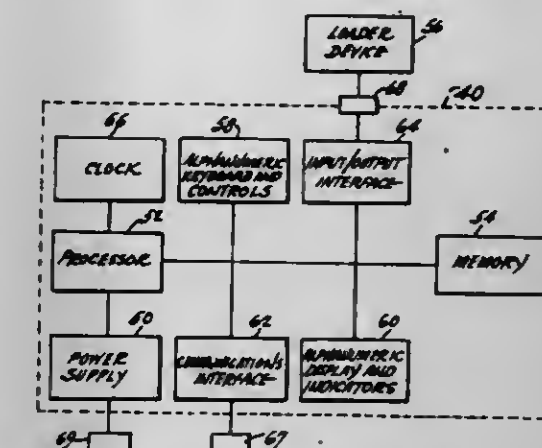 LOADER
DEVICE
56
68
40
66
58
64
CLOCK
ALPHANUMERIC
KEYBOARD AND
CONTROLS
INPUT/OUTPUT
INTERFACE
52
54
PROCESSOR
MEMORY
50
62
60
POWER
SUPPLY
COMMUNICATIONS
INTERFACE
ALPHANUMERIC
DISPLAY AND
INDICATORS
69
67